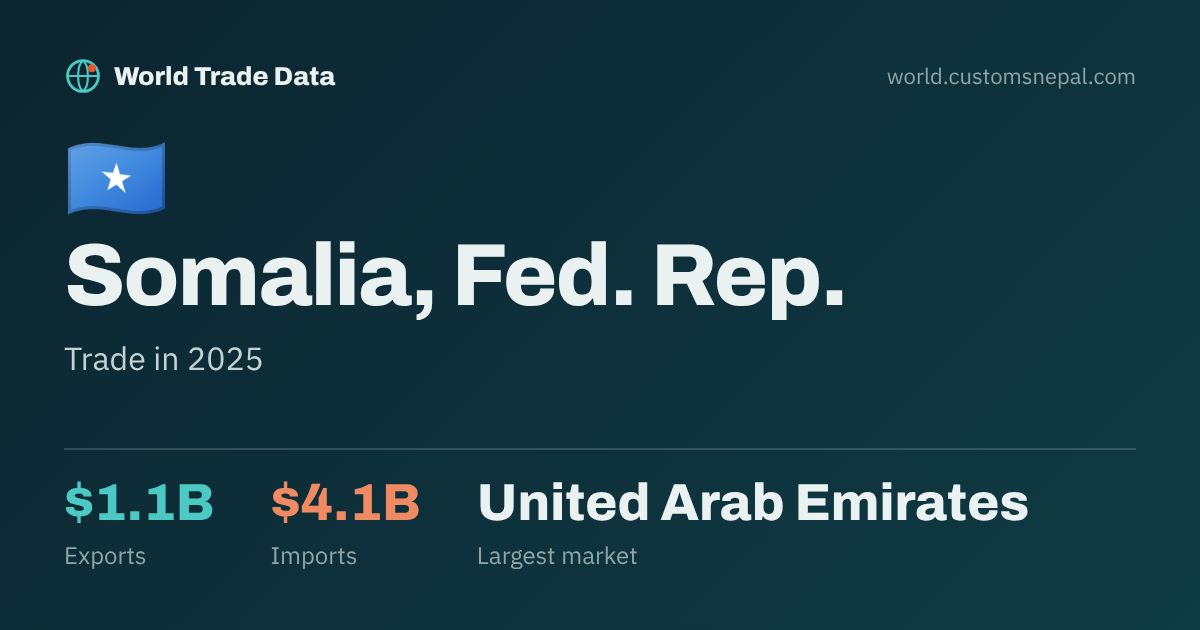 World Trade Data
world.customsnepal.com
Somalia, Fed. Rep.
Trade in 2025
$1.1B $4.1B United Arab Emirates
Exports Imports Largest market